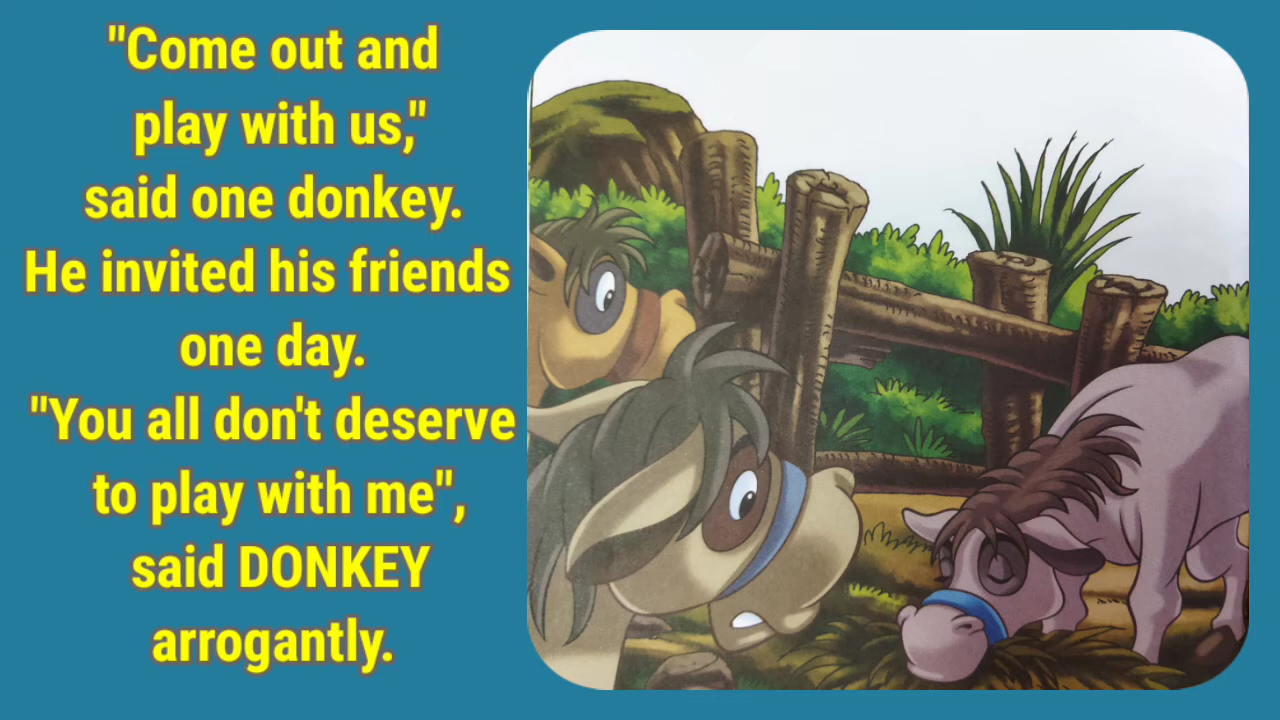 "Come out and
play with us,"
said one donkey.
He invited his friends
one day.
"You all don't deserve
to play with me",
said DONKEY
arrogantly.